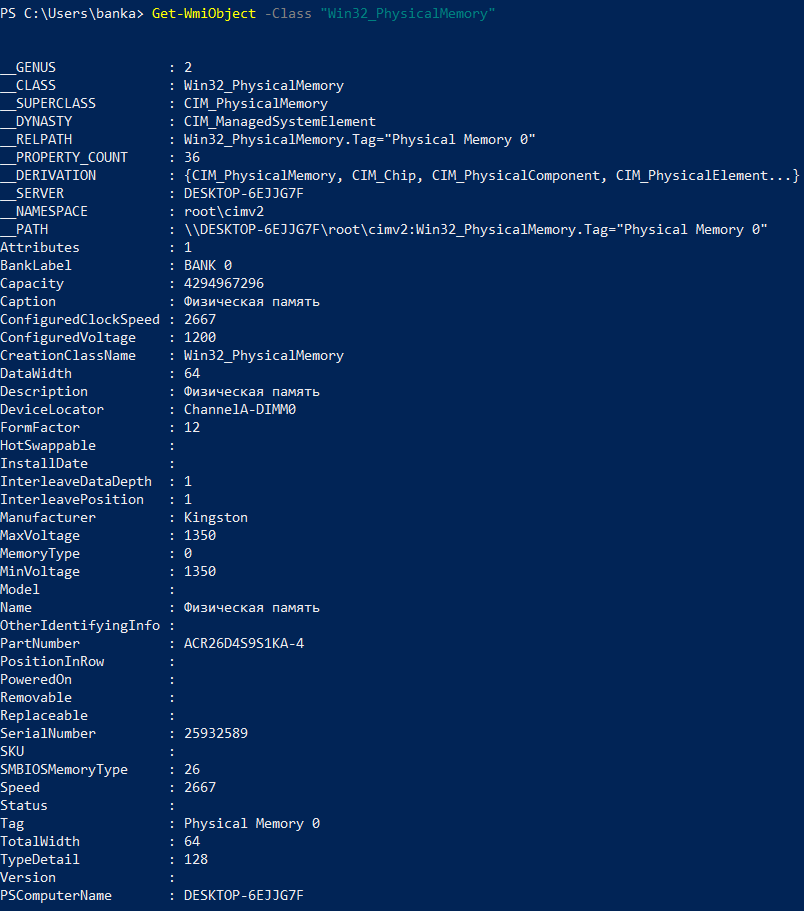 PS C:\Users\banka> Get-WmiObject -Class "Win32_PhysicalMemory"
__GENUS : 2
__CLASS : Win32_PhysicalMemory
__SUPERCLASS : CIM_PhysicalMemory
__DYNASTY : CIM_ManagedSystemElement
__RELPATH : Win32_PhysicalMemory.Tag="Physical Memory 0"
__PROPERTY_COUNT : 36
__DERIVATION : {CIM_PhysicalMemory, CIM_Chip, CIM_PhysicalComponent, CIM_PhysicalElement...}
__SERVER : DESKTOP-6EJJG7F
__NAMESPACE : root\cimv2
__PATH : \\DESKTOP-6EJJG7F\root\cimv2:Win32_PhysicalMemory.Tag="Physical Memory 0"
Attributes : 1
BankLabel : BANK 0
Capacity : 4294967296
Caption : Физическая память
ConfiguredClockSpeed : 2667
ConfiguredVoltage : 1200
CreationClassName : Win32_PhysicalMemory
DataWidth : 64
Description : Физическая память
DeviceLocator : ChannelA-DIMM0
FormFactor : 12
HotSwappable :
InstallDate :
InterleaveDataDepth : 1
InterleavePosition : 1
Manufacturer : Kingston
MaxVoltage : 1350
MemoryType : 0
MinVoltage : 1350
Model :
Name : Физическая память
OtherIdentifyingInfo :
PartNumber : ACR26D4S9S1KA-4
PositionInRow :
PoweredOn :
Removable :
Replaceable :
SerialNumber : 25932589
SKU :
SMBIOSMemoryType : 26
Speed : 2667
Status :
Tag : Physical Memory 0
TotalWidth : 64
TypeDetail : 128
Version :
PSComputerName : DESKTOP-6EJJG7F